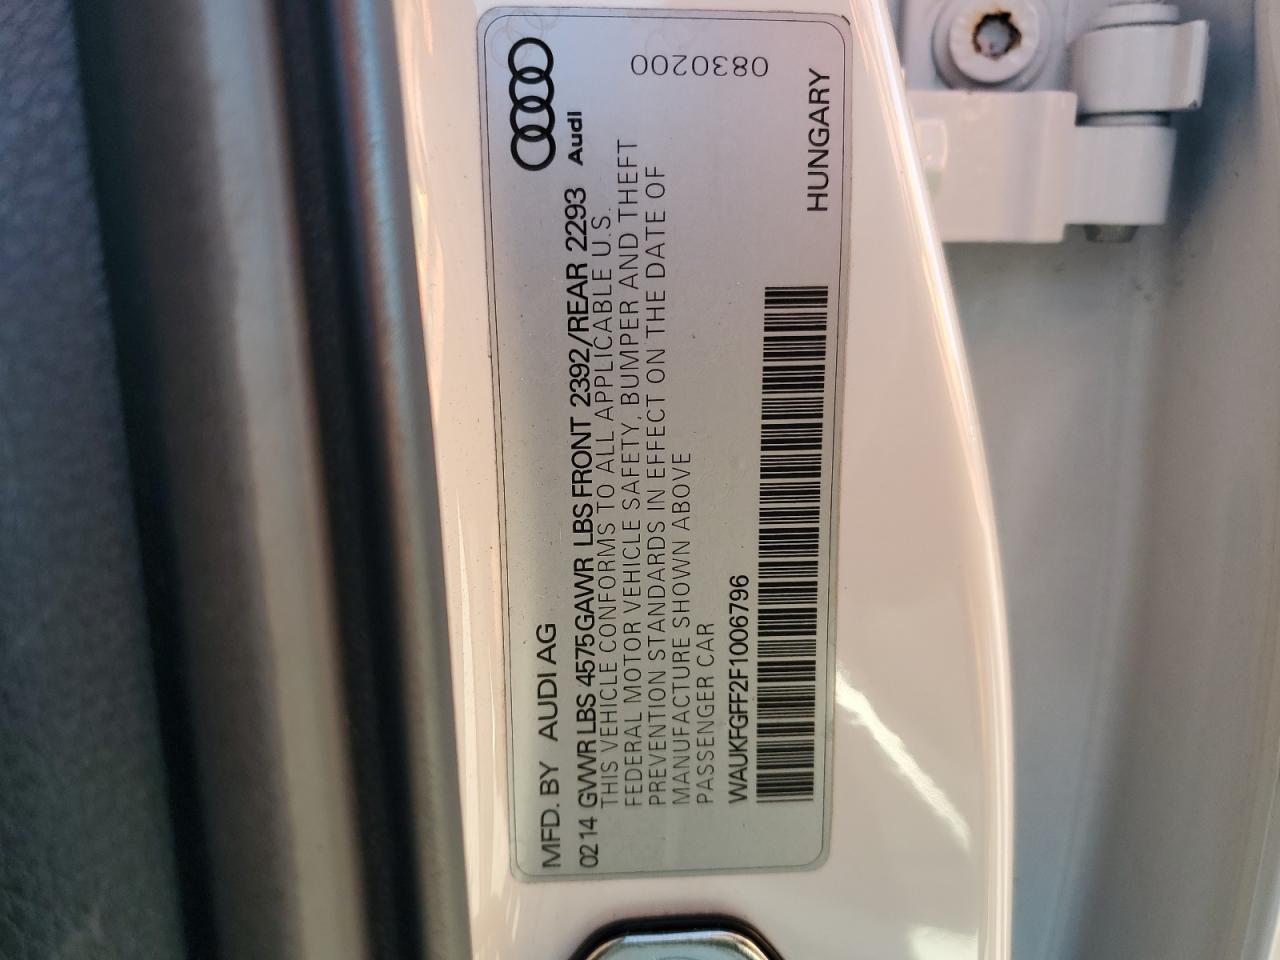 MFD. BY AUDI AG
Audi
02 14 GVWR LBS 4575 GAWR LBS FRONT 2392/REAR 2293
THIS VEHICLE CONFORMS TO ALL APPLICABLE U.S.
FEDERAL MOTOR VEHICLE SAFETY, BUMPER AND THEFT
PREVENTION STANDARDS IN EFFECT ON THE DATE OF
MANUFACTURE SHOWN ABOVE
PASSENGER CAR
WAUKFGFF2F1006796
HUNGARY
0830200